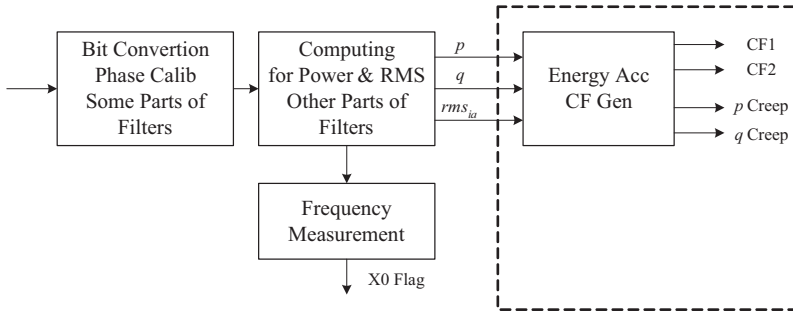 Bit Convertion
Phase Calib
Some Parts of
Filters
Computing
for Power & RMS
Other Parts of
Filters
p
q
rms_ia
Energy Acc
CF Gen
CF1
CF2
p Creep
q Creep
Frequency
Measurement
X0 Flag